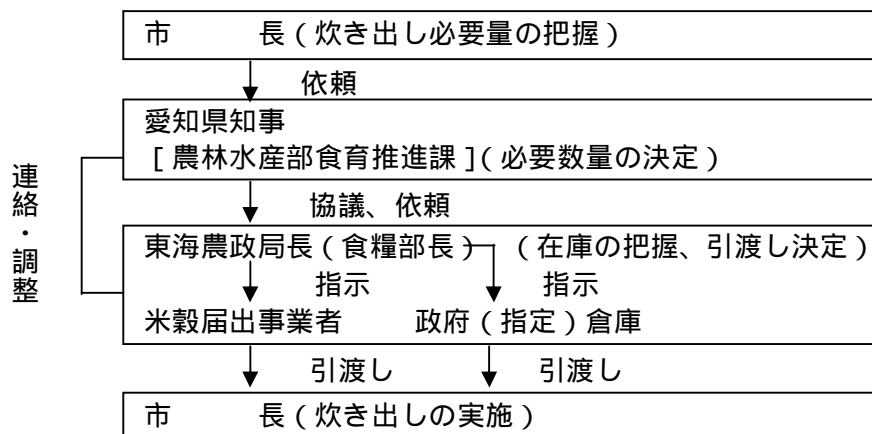 市　　　長(炊き出し必要量の把握)
依頼
愛知県知事
[農林水産部食育推進課](必要数量の決定)
協議、依頼
連絡・調整
東海農政局長(食糧部長)　(在庫の把握、引渡し決定)
指示　指示
米穀届出事業者　政府(指定)倉庫
引渡し　引渡し
市　　　長(炊き出しの実施)